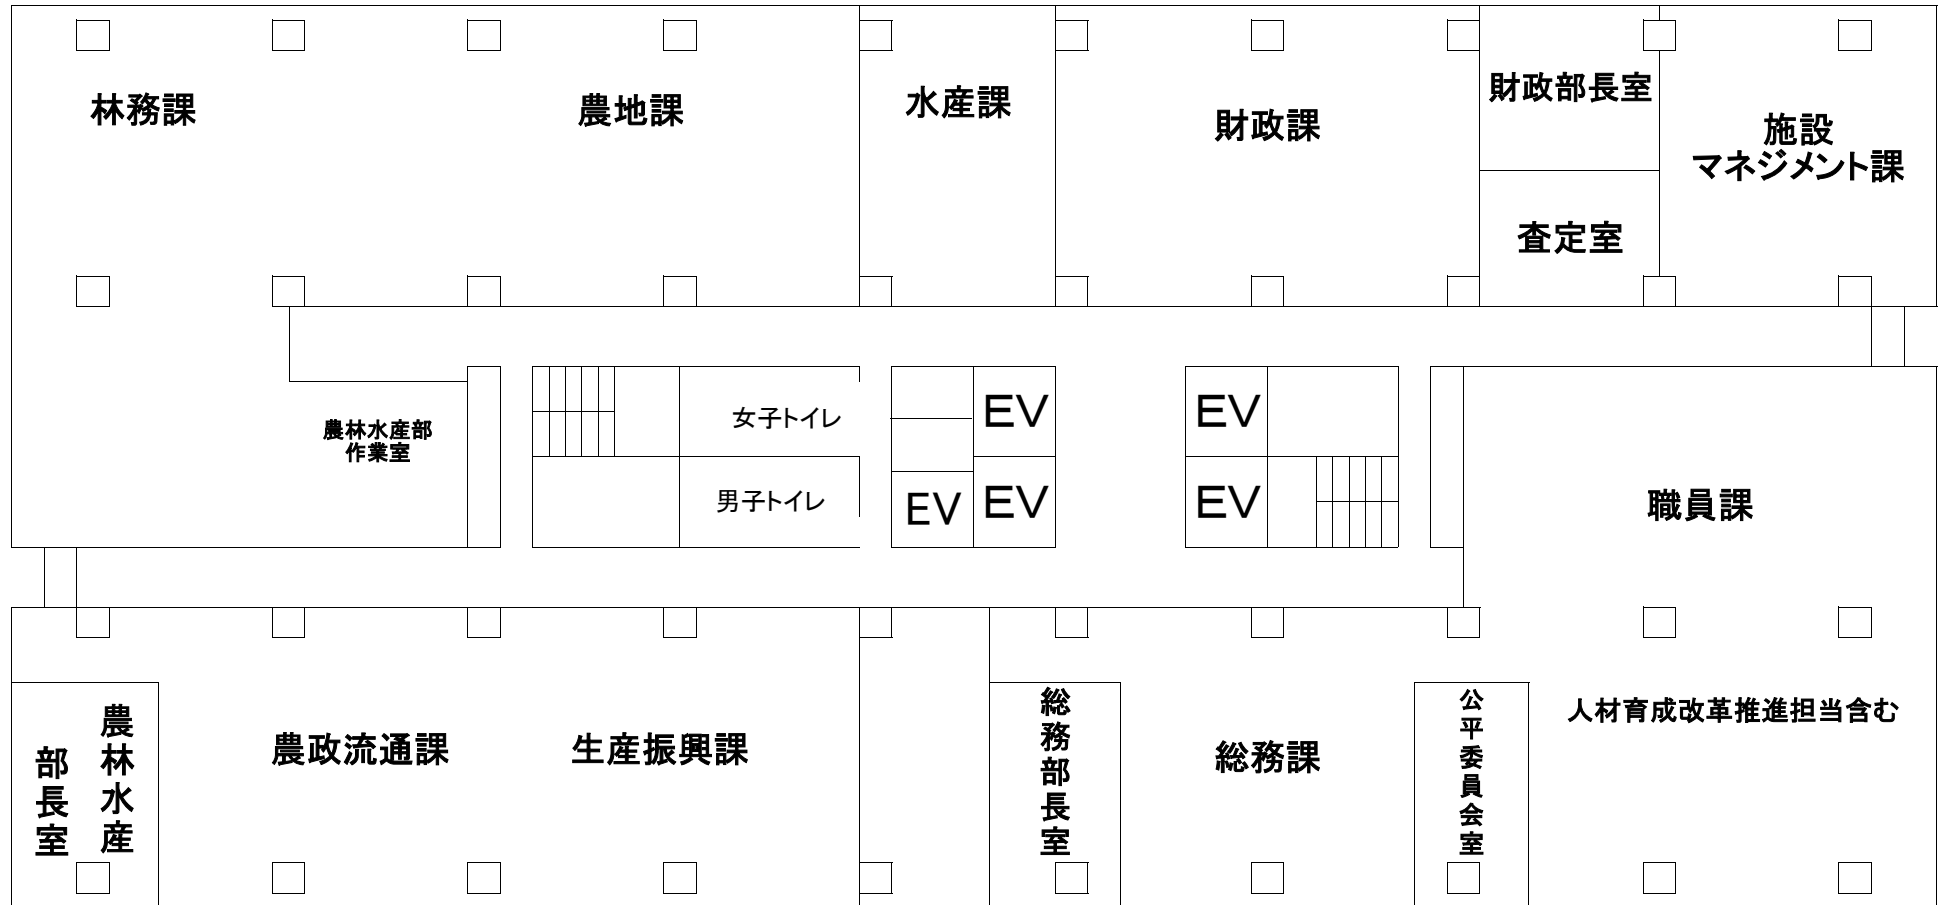 林務課
農地課
水産課
財政課
財政部長室
施設
マネジメント課
査定室
農林水産部
作業室
女子トイレ
男子トイレ
EV
EV
EV
EV
EV
職員課
農林水産
部長室
農政流通課
生産振興課
総務部長室
総務課
公平委員会室
人材育成改革推進担当含む